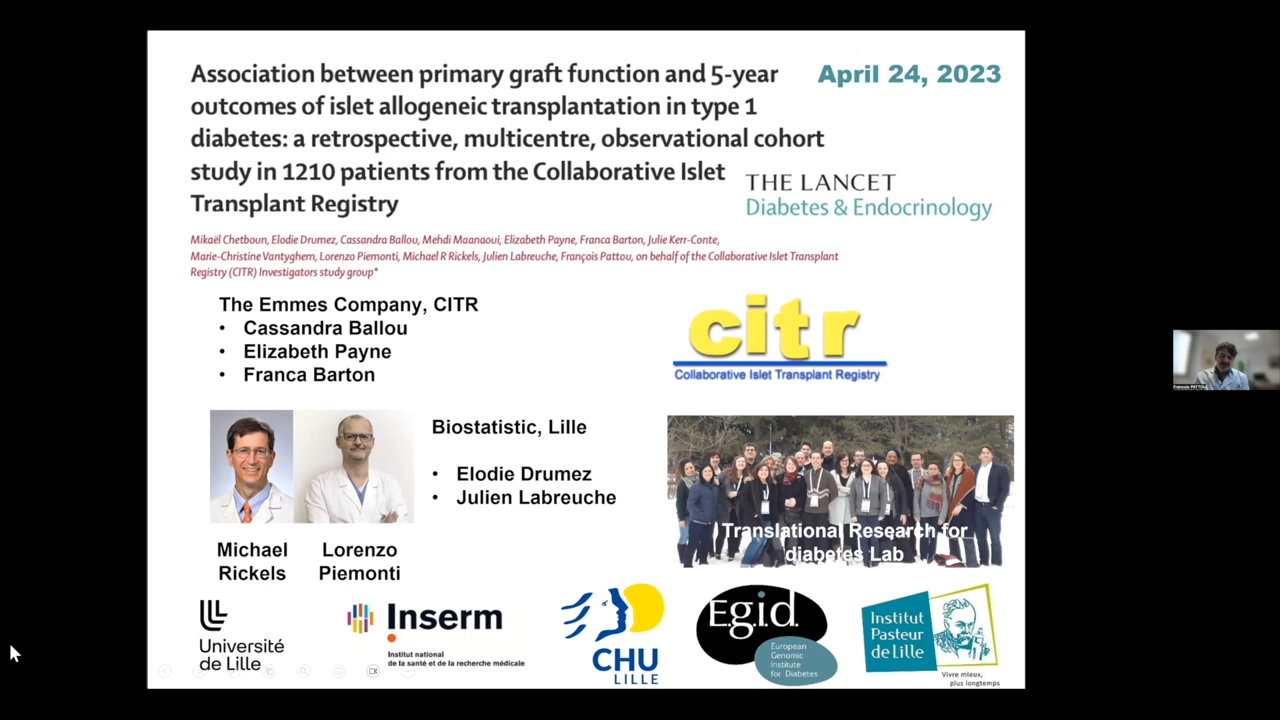 Association between primary graft function and 5-year
outcomes of islet allogeneic transplantation in type 1
diabetes: a retrospective, multicentre, observational cohort
study in 1210 patients from the Collaborative Islet
Transplant Registry
April 24, 2023
THE LANCET
Diabetes & Endocrinology
Mikaël Chetboun, Elodie Drumez, Cassandra Ballou, Mehdi Maanaoui, Elizabeth Payne, Franca Barton, Julie Kerr-Conte,
Marie-Christine Vantyghem, Lorenzo Piemonti, Michael R Rickels, Julien Labreuche, François Pattou, on behalf of the Collaborative Islet Transplant
Registry (CITR) Investigators study group*
The Emmes Company, CITR
• Cassandra Ballou
• Elizabeth Payne
• Franca Barton
citr
Collaborative Islet Transplant Registry
Biostatistic, Lille
• Elodie Drumez
• Julien Labreuche
Michael
Rickels
Lorenzo
Piemonti
Translational Research for
diabetes Lab
Université
de Lille
Inserm
Institut national
de la santé et de la recherche médicale
CHU
LILLE
E.g.i.d.
European
Genomic
Institute
for Diabetes
Institut
Pasteur
de Lille
Vivre mieux,
plus longtemps
Francois PATTOU